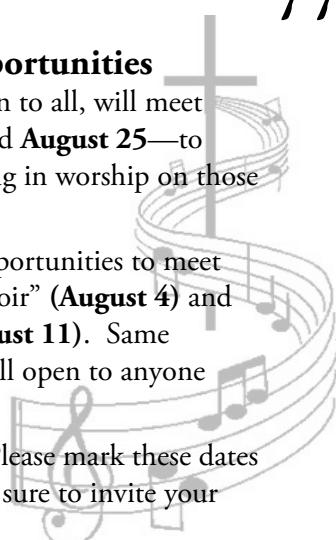 portunities
n to all, will meet
d August 25—to
g in worship on those
portunities to meet
oir” (August 4) and
ust 11). Same
ll open to anyone
Please mark these dates
sure to invite your